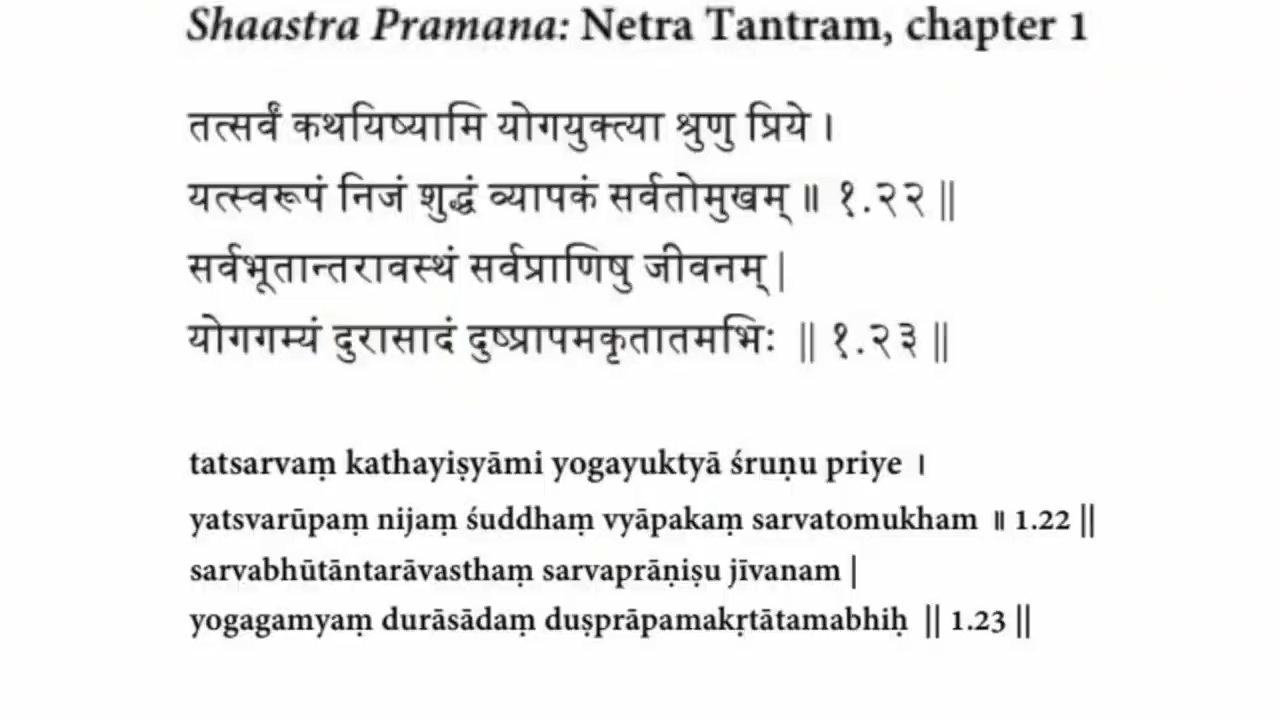 Shaastra Pramana: Netra Tantram, chapter 1
तत्सर्वं कथयिष्यामि योगयुक्त्या श्रुणु प्रिये ।
यत्स्वरूपं निजं शुद्धं व्यापकं सर्वतोमुखम् ॥ १.२२ ||
सर्वभूतान्तरावस्थं सर्वप्राणिषु जीवनम् |
योगगम्यं दुरासादं दुष्प्रापमकृतातमभिः || १.२३ ||
tatsarvaṃ kathayiṣyāmi yogayuktyā śruṇu priye ।
yatsvarūpaṃ nijaṃ śuddhaṃ vyāpakaṃ sarvatomukham ॥ 1.22 ||
sarvabhūtāntarāvasthaṃ sarvaprāṇiṣu jīvanam |
yogagamyaṃ durāsādaṃ duṣprāpamakṛtātamabhiḥ || 1.23 ||